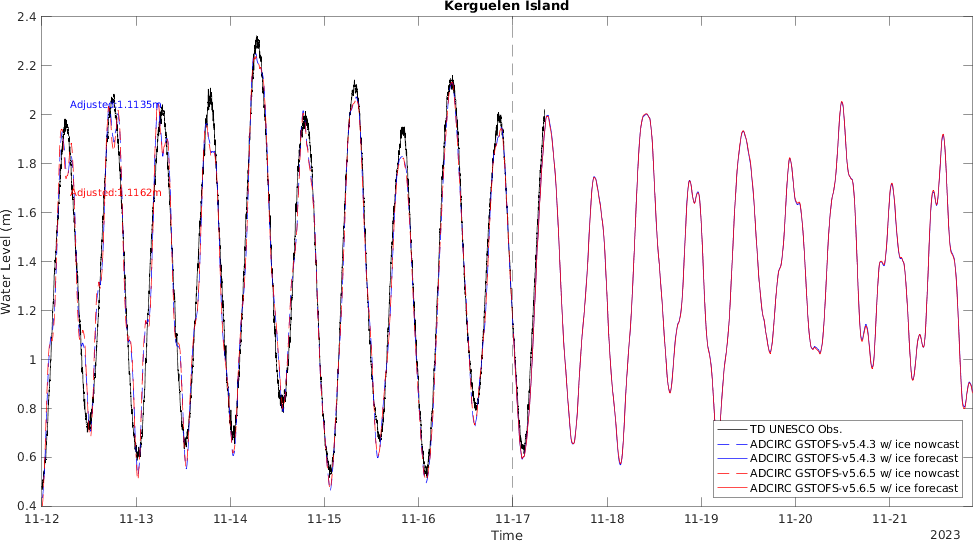 Kerguelen Island
2.4
2.2
2
1.8
1.6
1.4
1.2
1
0.8
0.6
0.4
Water Level (m)
Adjusted:1.1135m
Adjusted:1.1162m
TD UNESCO Obs.
ADCIRC GSTOFS-v5.4.3 w/ ice nowcast
ADCIRC GSTOFS-v5.4.3 w/ ice forecast
ADCIRC GSTOFS-v5.6.5 w/ ice nowcast
ADCIRC GSTOFS-v5.6.5 w/ ice forecast
11-12 11-13 11-14 11-15 11-16 11-17 11-18 11-19 11-20 11-21
Time
2023